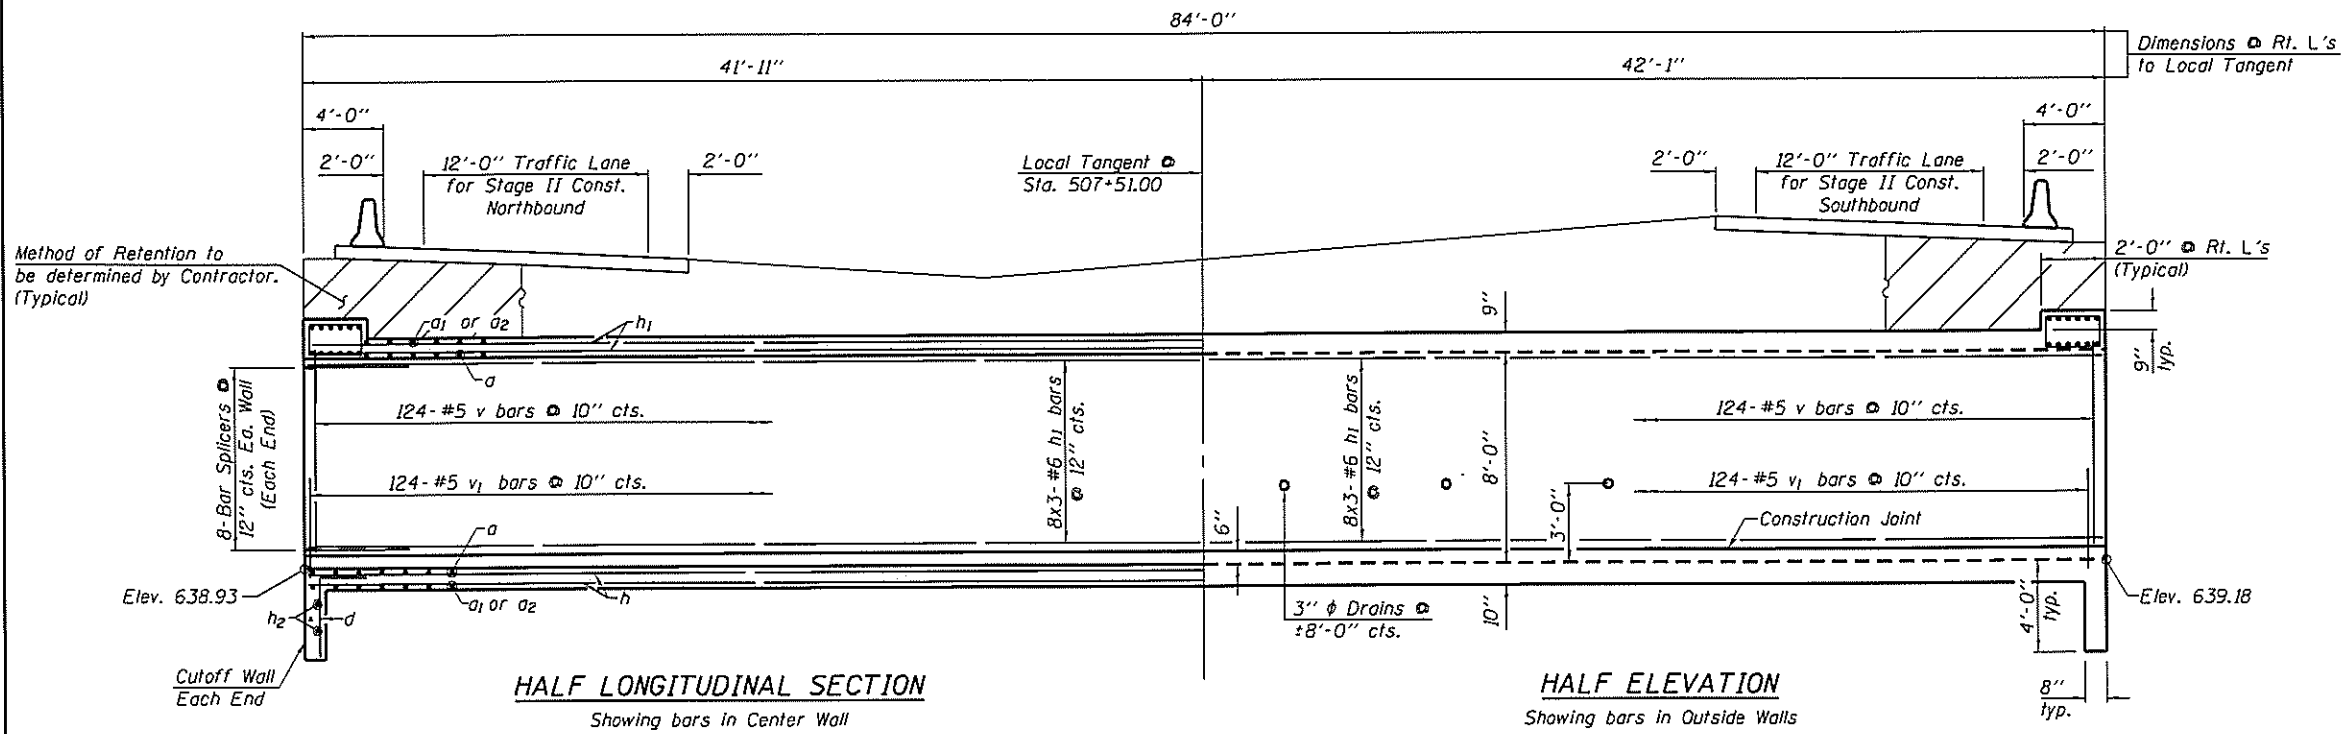 84'-0"
Dimensions @ Rt. L's
to Local Tangent
41'-11"
42'-1"
4'-0"
4'-0"
2'-0"
12'-0" Traffic Lane
for Stage II Const.
Northbound
2'-0"
Local Tangent @
Sta. 507+51.00
2'-0"
12'-0" Traffic Lane
for Stage II Const.
Southbound
2'-0"
Method of Retention to
be determined by Contractor.
(Typical)
2'-0" @ Rt. L's
(Typical)
a1 or a2
h1
9"
9"
typ.
a
8-Bar Splicers @
12" cts. Ea. Wall
(Each End)
124-#5 v bars @ 10" cts.
8x3-#6 h1 bars
@ 12" cts.
8x3-#6 h1 bars
@ 12" cts.
8'-0"
124-#5 v bars @ 10" cts.
124-#5 v1 bars @ 10" cts.
124-#5 v1 bars @ 10" cts.
6"
3'-0"
Construction Joint
a
Elev. 638.93
a1 or a2
h
h2
d
3" ϕ Drains @
±8'-0" cts.
10"
4'-0"
typ.
Elev. 639.18
Cutoff Wall
Each End
HALF LONGITUDINAL SECTION
Showing bars in Center Wall
HALF ELEVATION
Showing bars in Outside Walls
8"
typ.